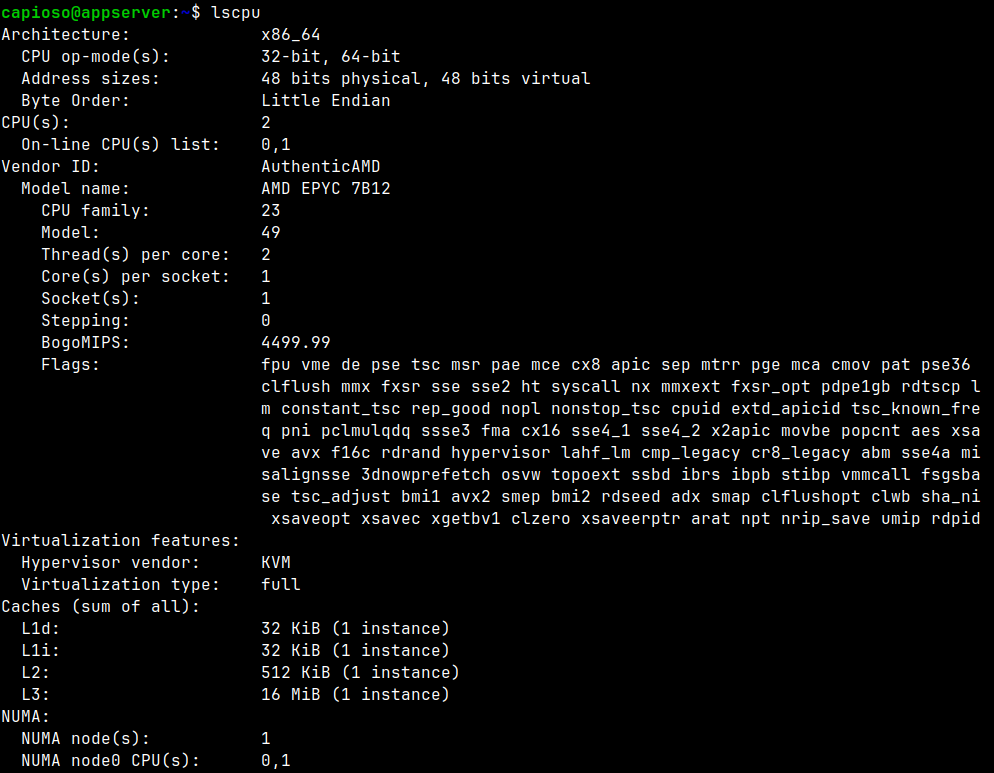 capioso@appserver:~$ lscpu
Architecture:             x86_64
  CPU op-mode(s):         32-bit, 64-bit
  Address sizes:          48 bits physical, 48 bits virtual
  Byte Order:             Little Endian
CPU(s):                   2
  On-line CPU(s) list:    0,1
Vendor ID:                AuthenticAMD
  Model name:             AMD EPYC 7B12
    CPU family:           23
    Model:                49
    Thread(s) per core:   2
    Core(s) per socket:   1
    Socket(s):            1
    Stepping:             0
    BogoMIPS:             4499.99
    Flags:                fpu vme de pse tsc msr pae mce cx8 apic sep mtrr pge mca cmov pat pse36
                          clflush mmx fxsr sse sse2 ht syscall nx mmxext fxsr_opt pdpe1gb rdtscp l
                          m constant_tsc rep_good nopl nonstop_tsc cpuid extd_apicid tsc_known_fre
                          q pni pclmulqdq ssse3 fma cx16 sse4_1 sse4_2 x2apic movbe popcnt aes xsa
                          ve avx f16c rdrand hypervisor lahf_lm cmp_legacy cr8_legacy abm sse4a mi
                          salignsse 3dnowprefetch osvw topoext ssbd ibrs ibpb stibp vmmcall fsgsba
                          se tsc_adjust bmi1 avx2 smep bmi2 rdseed adx smap clflushopt clwb sha_ni
                           xsaveopt xsavec xgetbv1 clzero xsaveerptr arat npt nrip_save umip rdpid
Virtualization features:
  Hypervisor vendor:      KVM
  Virtualization type:    full
Caches (sum of all):
  L1d:                    32 KiB (1 instance)
  L1i:                    32 KiB (1 instance)
  L2:                     512 KiB (1 instance)
  L3:                     16 MiB (1 instance)
NUMA:
  NUMA node(s):           1
  NUMA node0 CPU(s):      0,1